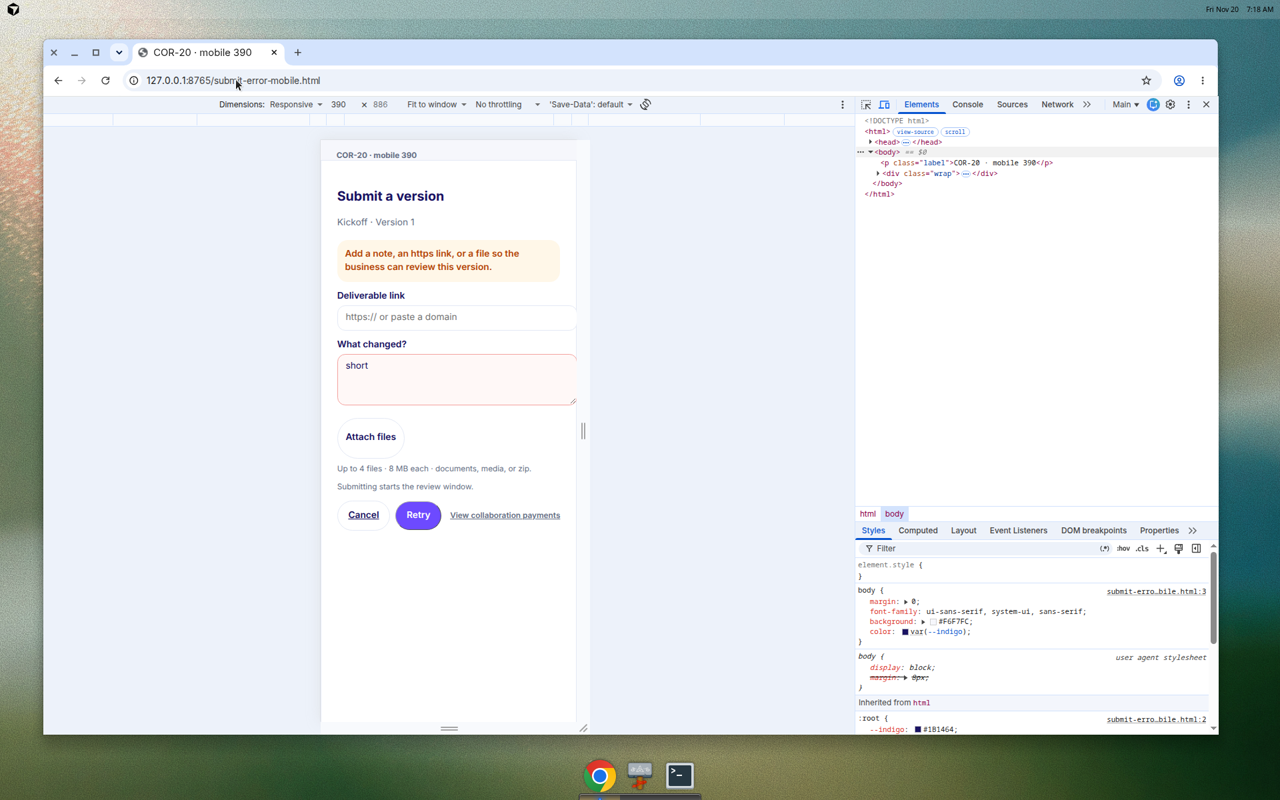 Fri Nov 20 7:18 AM
COR-20 · mobile 390
127.0.0.1:8765/submit-error-mobile.html
Dimensions: Responsive 390 × 886 Fit to window No throttling 'Save-Data': default
Elements Console Sources Network Main
COR-20 · mobile 390
Submit a version
Kickoff · Version 1
Add a note, an https link, or a file so the
business can review this version.
Deliverable link
https:// or paste a domain
What changed?
short
Attach files
Up to 4 files · 8 MB each · documents, media, or zip.
Submitting starts the review window.
Cancel Retry View collaboration payments
<!DOCTYPE html>
<html> view-source scroll
<head> ⋯ </head>
<body> == $0
<p class="label">COR-20 · mobile 390</p>
<div class="wrap"> ⋯ </div>
</body>
</html>
html body
Styles Computed Layout Event Listeners DOM breakpoints Properties
Filter (.*) :hov .cls
element.style {
}
body { submit-erro…bile.html:3
margin: 0;
font-family: ui-sans-serif, system-ui, sans-serif;
background: #F6F7FC;
color: var(--indigo);
}
body { user agent stylesheet
display: block;
margin: 8px;
}
Inherited from html
:root { submit-erro…bile.html:2
--indigo: #1B1464;